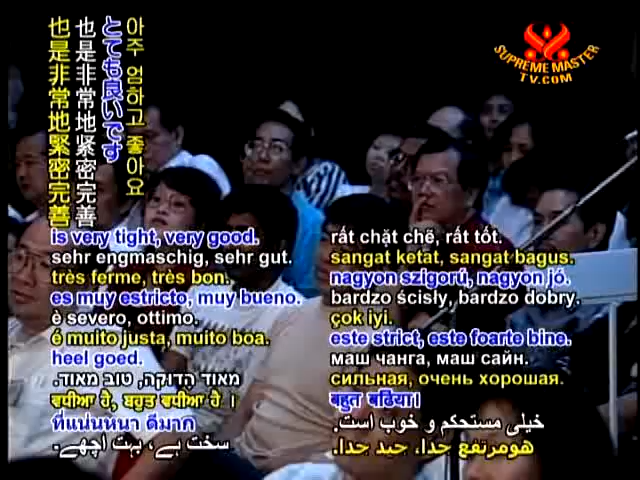 也是非常地緊密完善
也是非常地紧密完善
とても良いです
아주 엄하고 좋아요
SUPREME MASTER
TV.COM
is very tight, very good.
sehr engmaschig, sehr gut.
très ferme, très bon.
es muy estricto, muy bueno.
è severo, ottimo.
é muito justa, muito boa.
heel goed.
מאוד הדוקה, טוב מאוד.
ਵਧੀਆ ਹੈ, ਬਹੁਤ ਵਧੀਆ ਹੈ ।
ที่แน่นหนา ดีมาก
سخت ہے، بہت اچھے۔
rất chặt chẽ, rất tốt.
sangat ketat, sangat bagus.
nagyon szigorú, nagyon jó.
bardzo ścisły, bardzo dobry.
çok iyi.
este strict, este foarte bine.
маш чанга, маш сайн.
сильная, очень хорошая.
बहुत बढिया।
خیلی مستحکم و خوب است.
هو مرتفع جدا، جيد جدا.